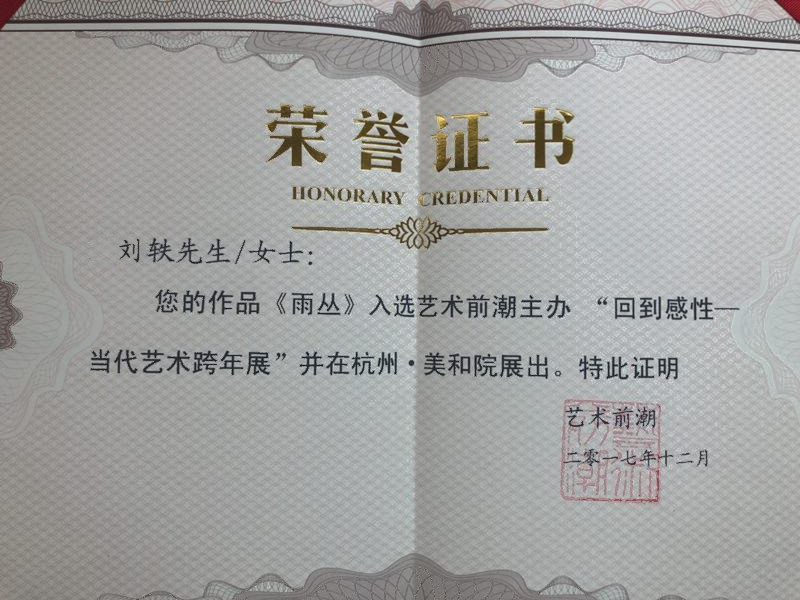 荣誉证书
HONORARY CREDENTIAL
刘轶先生/女士：
您的作品《雨丛》入选艺术前潮主办 “回到感性—
当代艺术跨年展”并在杭州·美和院展出。特此证明
艺术前潮
二零一七年十二月